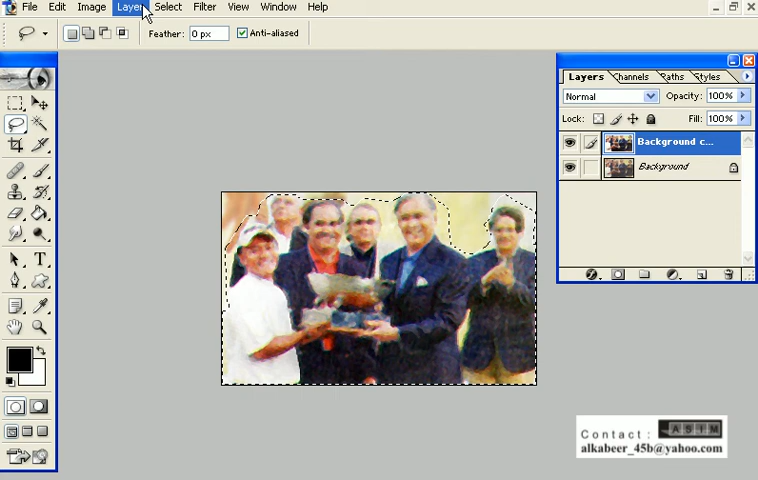 File Edit Image Layer Select Filter View Window Help
Feather: 0 px Anti-aliased
Layers Channels Paths Styles
Normal Opacity: 100%
Lock: Fill: 100%
Background c...
Background
T
Contact: ASIM
alkabeer_45b@yahoo.com